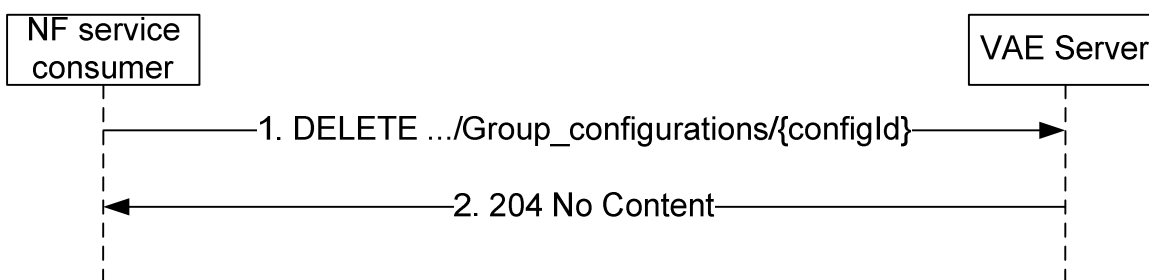 NF service
consumer
VAE Server
1. DELETE .../Group_configurations/{configId}
2. 204 No Content